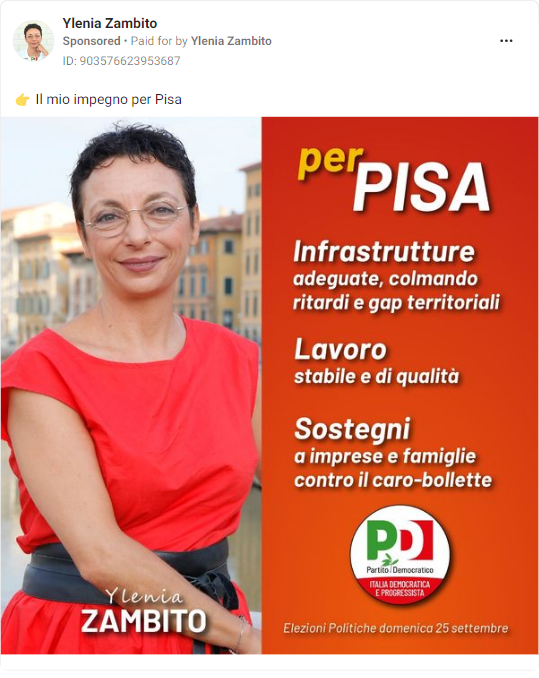 Ylenia Zambito
Sponsored • Paid for by Ylenia Zambito
ID: 903576623953687
👉 Il mio impegno per Pisa
per
PISA
Infrastrutture
adeguate, colmando
ritardi e gap territoriali
Lavoro
stabile e di qualità
Sostegni
a imprese e famiglie
contro il caro-bollette
PD
Partito Democratico
ITALIA DEMOCRATICA
E PROGRESSISTA
Ylenia
ZAMBITO
Elezioni Politiche domenica 25 settembre